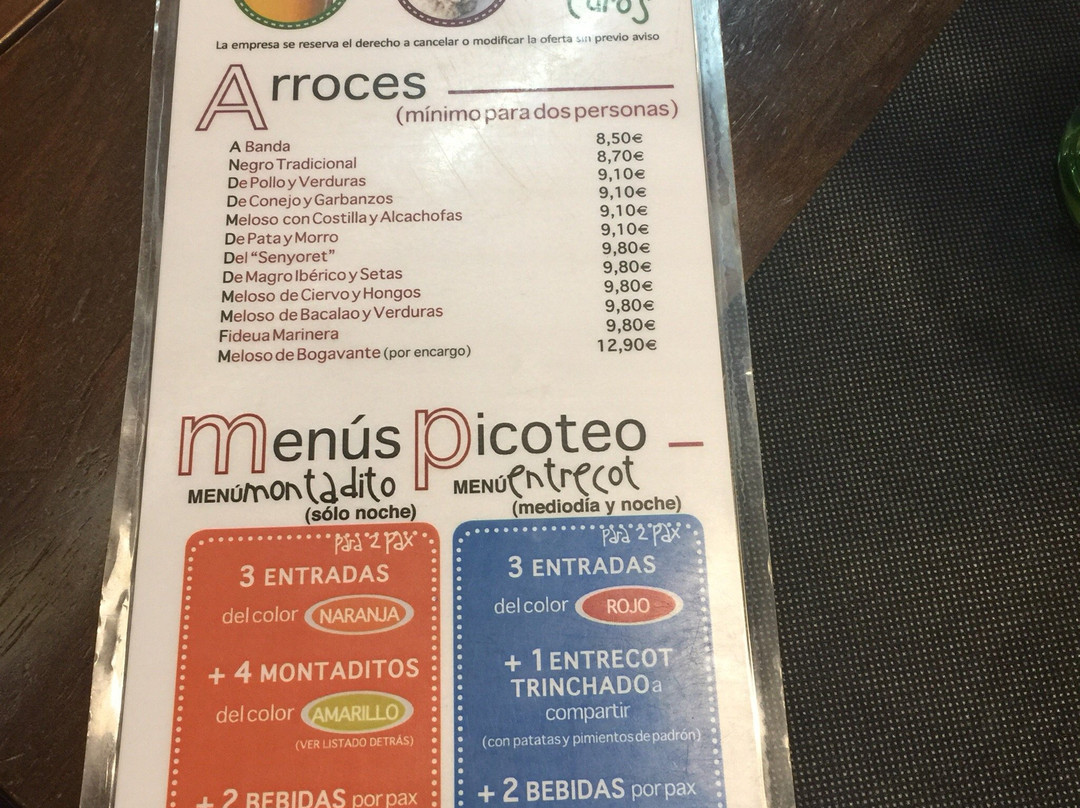 euros
La empresa se reserva el derecho a cancelar o modificar la oferta sin previo aviso
Arroces
(mínimo para dos personas)
A Banda 8,50€
Negro Tradicional 8,70€
De Pollo y Verduras 9,10€
De Conejo y Garbanzos 9,10€
Meloso con Costilla y Alcachofas 9,10€
De Pata y Morro 9,10€
Del "Senyoret" 9,80€
De Magro Ibérico y Setas 9,80€
Meloso de Ciervo y Hongos 9,80€
Meloso de Bacalao y Verduras 9,80€
Fideua Marinera 9,80€
Meloso de Bogavante (por encargo) 12,90€
Menús Picoteo
MENÚ montadito
(sólo noche)
para 2 pax
3 ENTRADAS
del color NARANJA
+ 4 MONTADITOS
del color AMARILLO
(VER LISTADO DETRÁS)
+ 2 BEBIDAS por pax
MENÚ entrecot
(mediodía y noche)
para 2 pax
3 ENTRADAS
del color ROJO
+ 1 ENTRECOT
TRINCHADO a
compartir
(con patatas y pimientos de padrón)
+ 2 BEBIDAS por pax